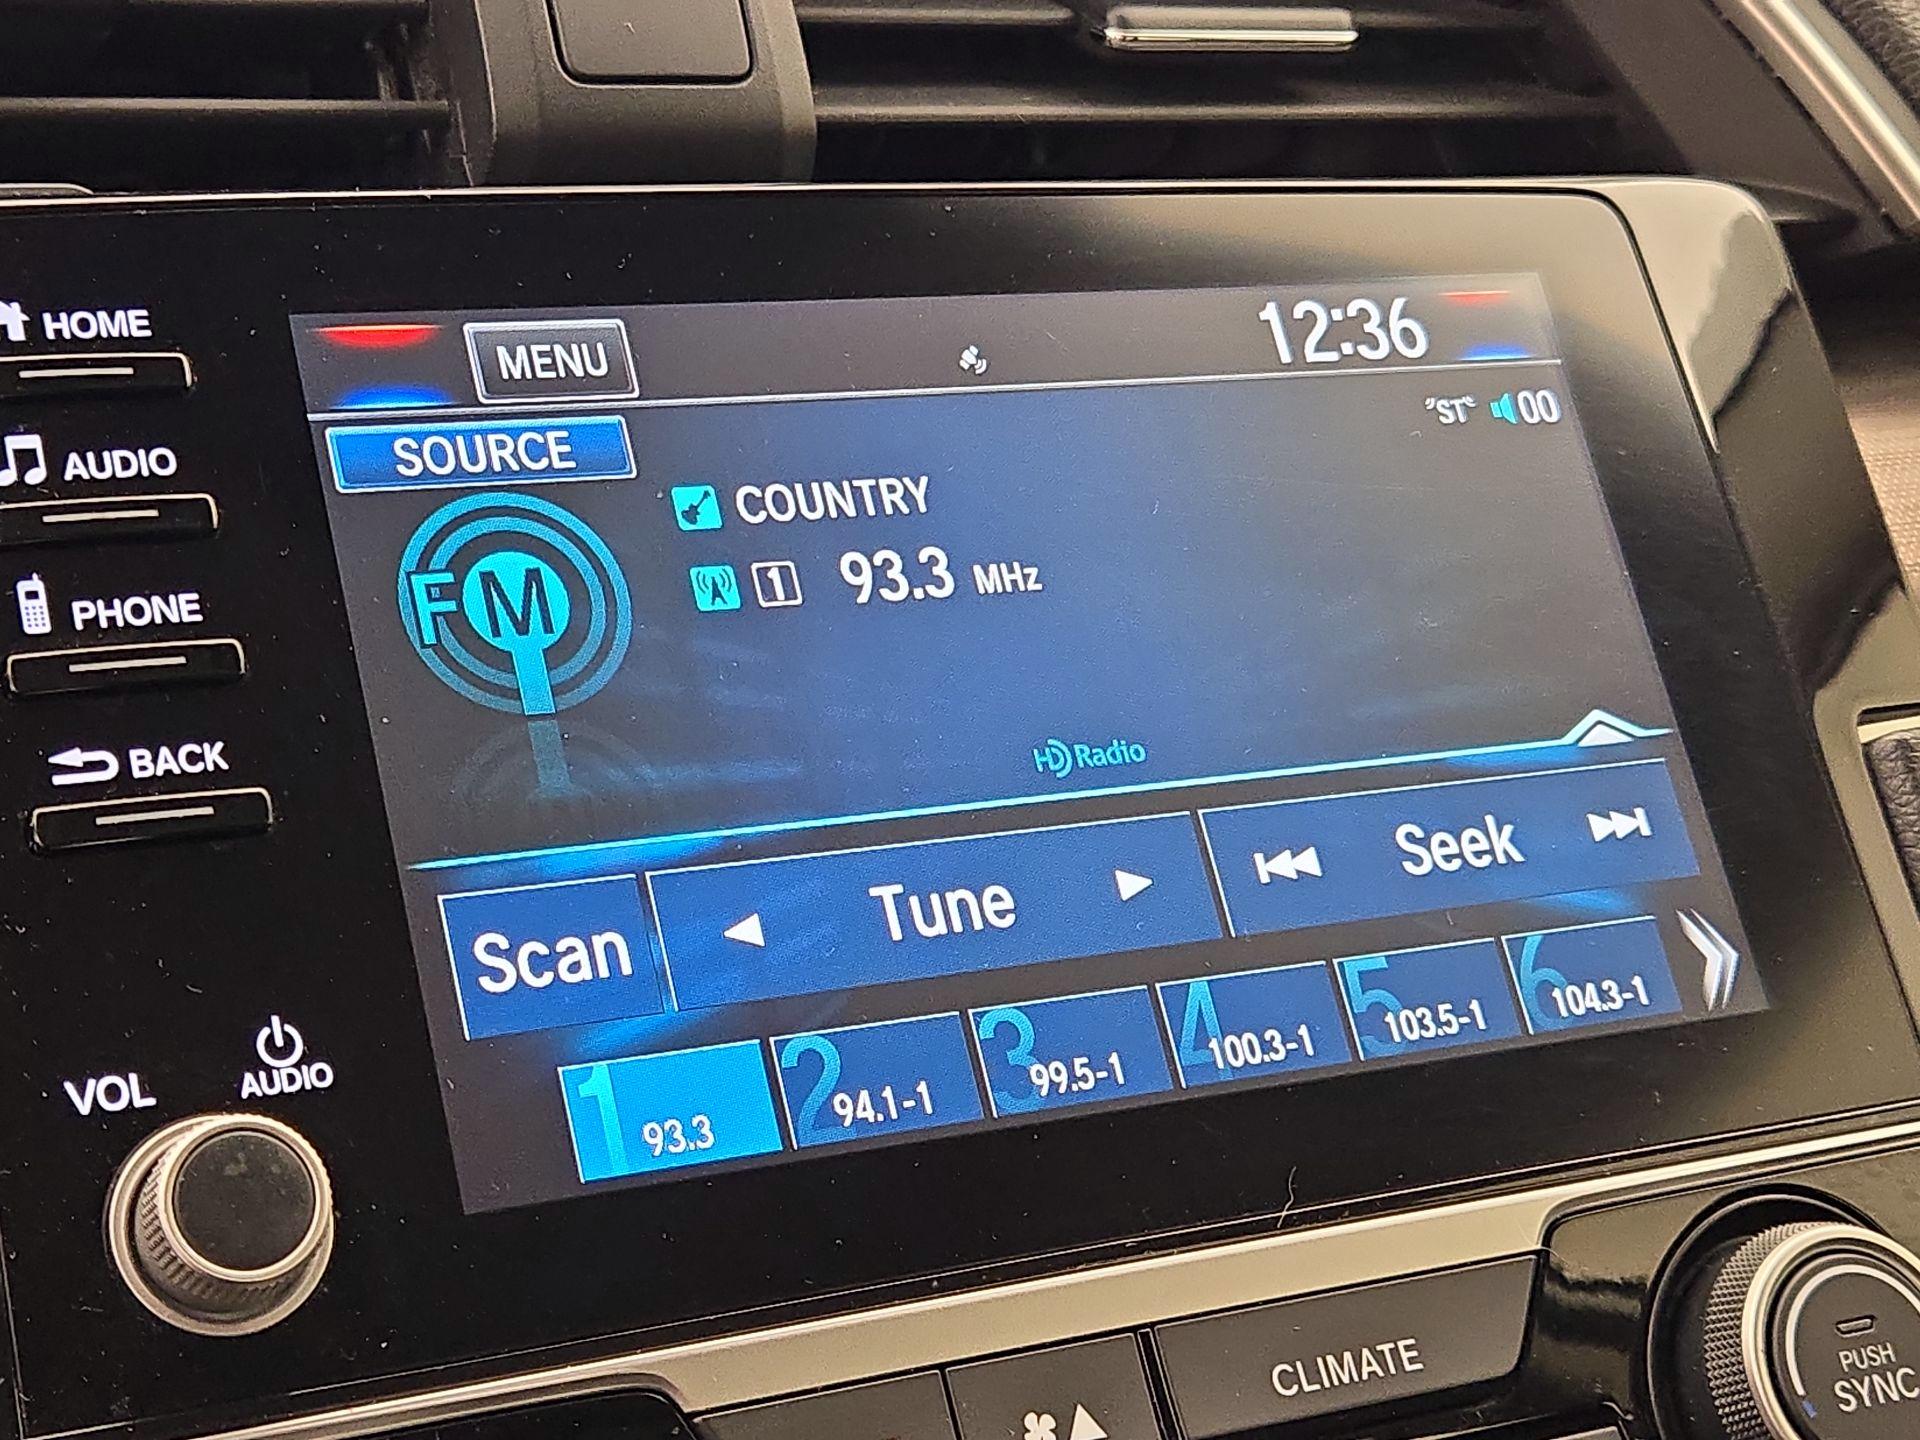 HOME
AUDIO
PHONE
BACK
VOL
AUDIO
MENU
12:36
"ST" 00
SOURCE
FM
COUNTRY
1 93.3 MHz
HD Radio
Scan
Tune
Seek
1 93.3
2 94.1-1
3 99.5-1
4 100.3-1
5 103.5-1
6 104.3-1
CLIMATE
PUSH
SYNC